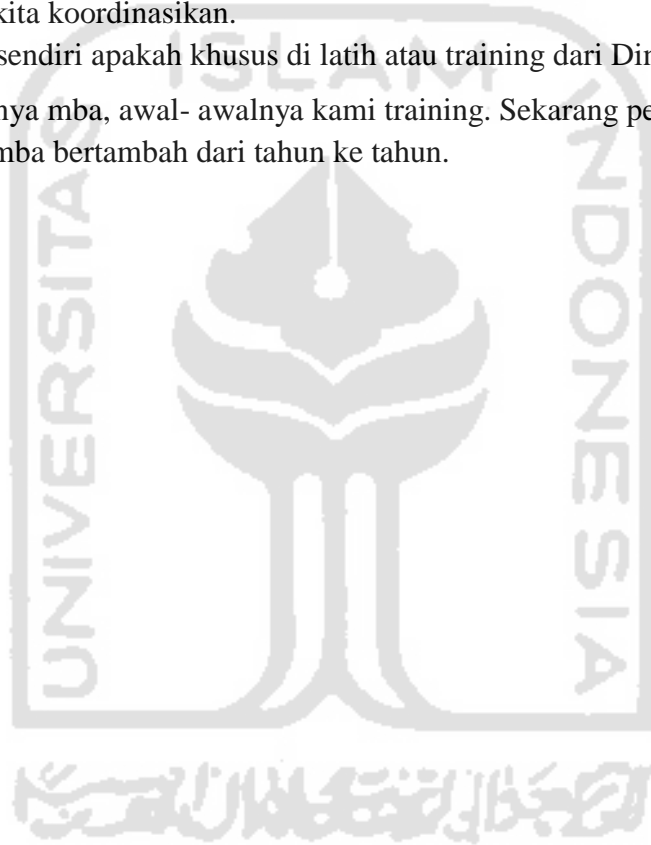 kita koordinasikan.
sendiri apakah khusus di latih atau training dari Din
nya mba, awal- awalnya kami training. Sekarang pe
mba bertambah dari tahun ke tahun.
ISLAM
UNIVERSITAS
INDONESIA